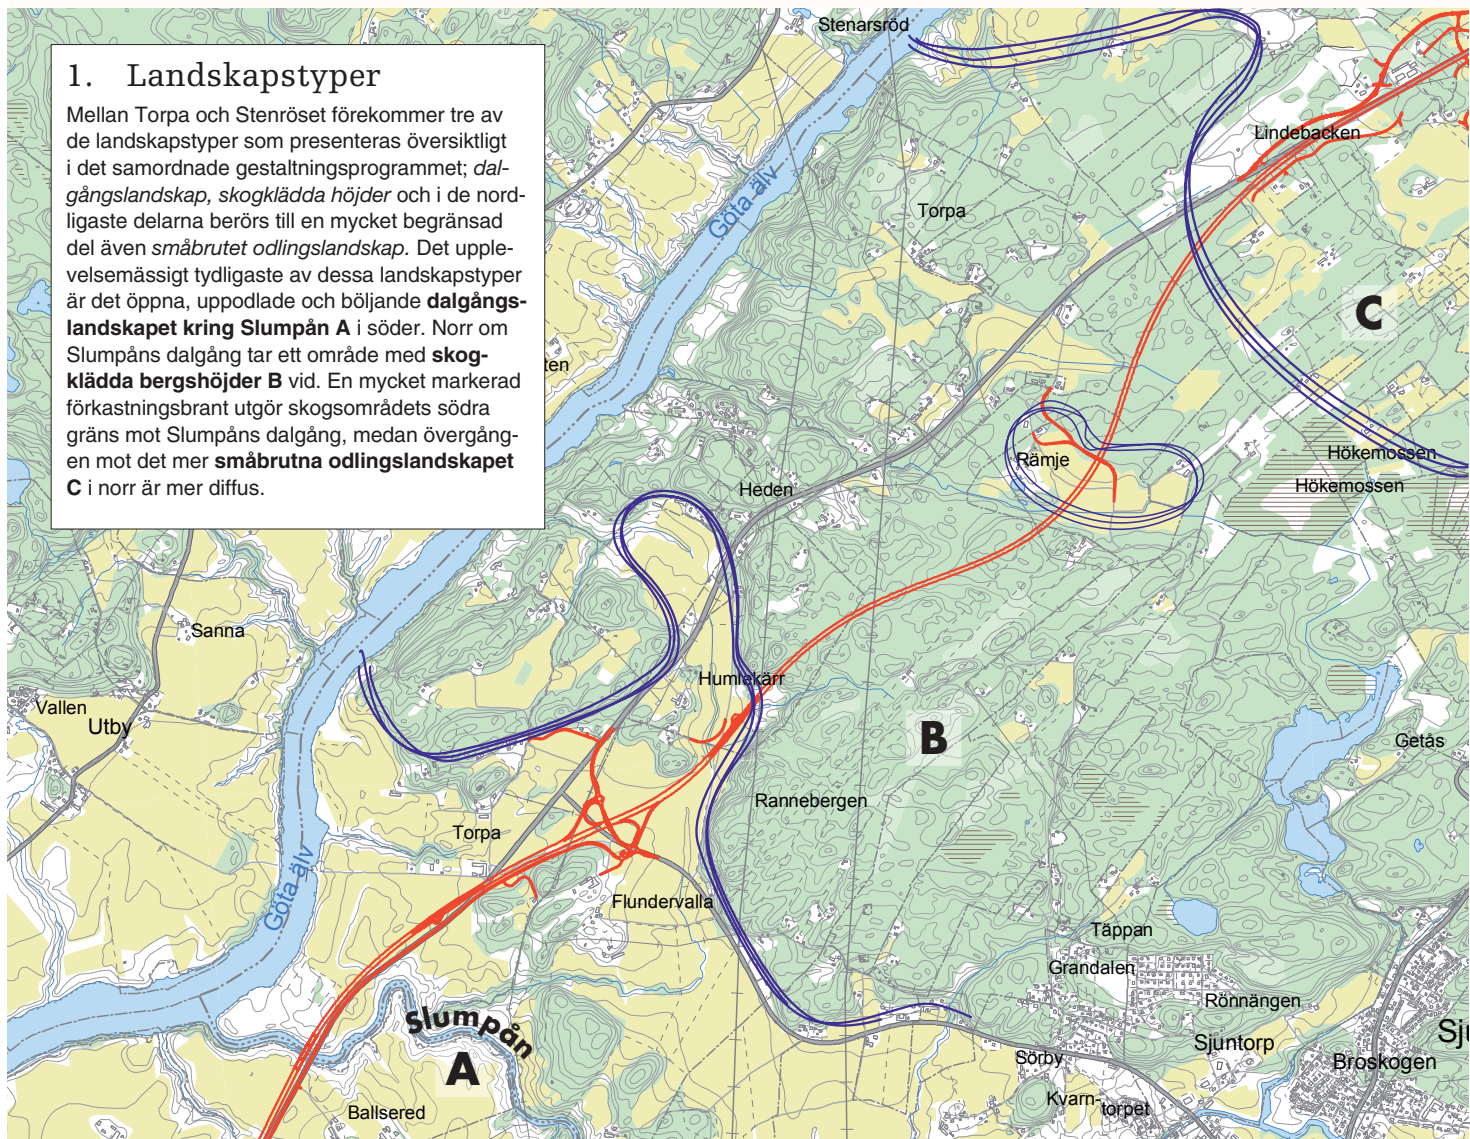 1. Landskapstyper
Mellan Torpa och Stenröset förekommer tre av
de landskapstyper som presenteras översiktligt
i det samordnade gestaltningsprogrammet; dal-
gångslandskap, skogklädda höjder och i de nord-
ligaste delarna berörs till en mycket begränsad
del även småbrutet odlingslandskap. Det upple-
velsemässigt tydligaste av dessa landskapstyper
är det öppna, uppodlade och böljande dalgångs-
landskapet kring Slumpån A i söder. Norr om
Slumpåns dalgång tar ett område med skog-
klädda bergshöjder B vid. En mycket markerad
förkastningsbrant utgör skogsområdets södra
gräns mot Slumpåns dalgång, medan övergång-
en mot det mer småbrutna odlingslandskapet
C i norr är mer diffus.
Stenarsröd
Lindebacken
Göta älv
Torpa
C
ten
Rämje
Hökemossen
Hökemossen
Heden
Sanna
Humlekärr
Vallen
Utby
B
Getås
Rannebergen
Torpa
Göta älv
Flundervalla
Täppan
Grandalen
Rönnängen
Slumpån
Sju
Sjuntorp
Sörby
Broskogen
A
Kvarn-
torpet
Ballsered